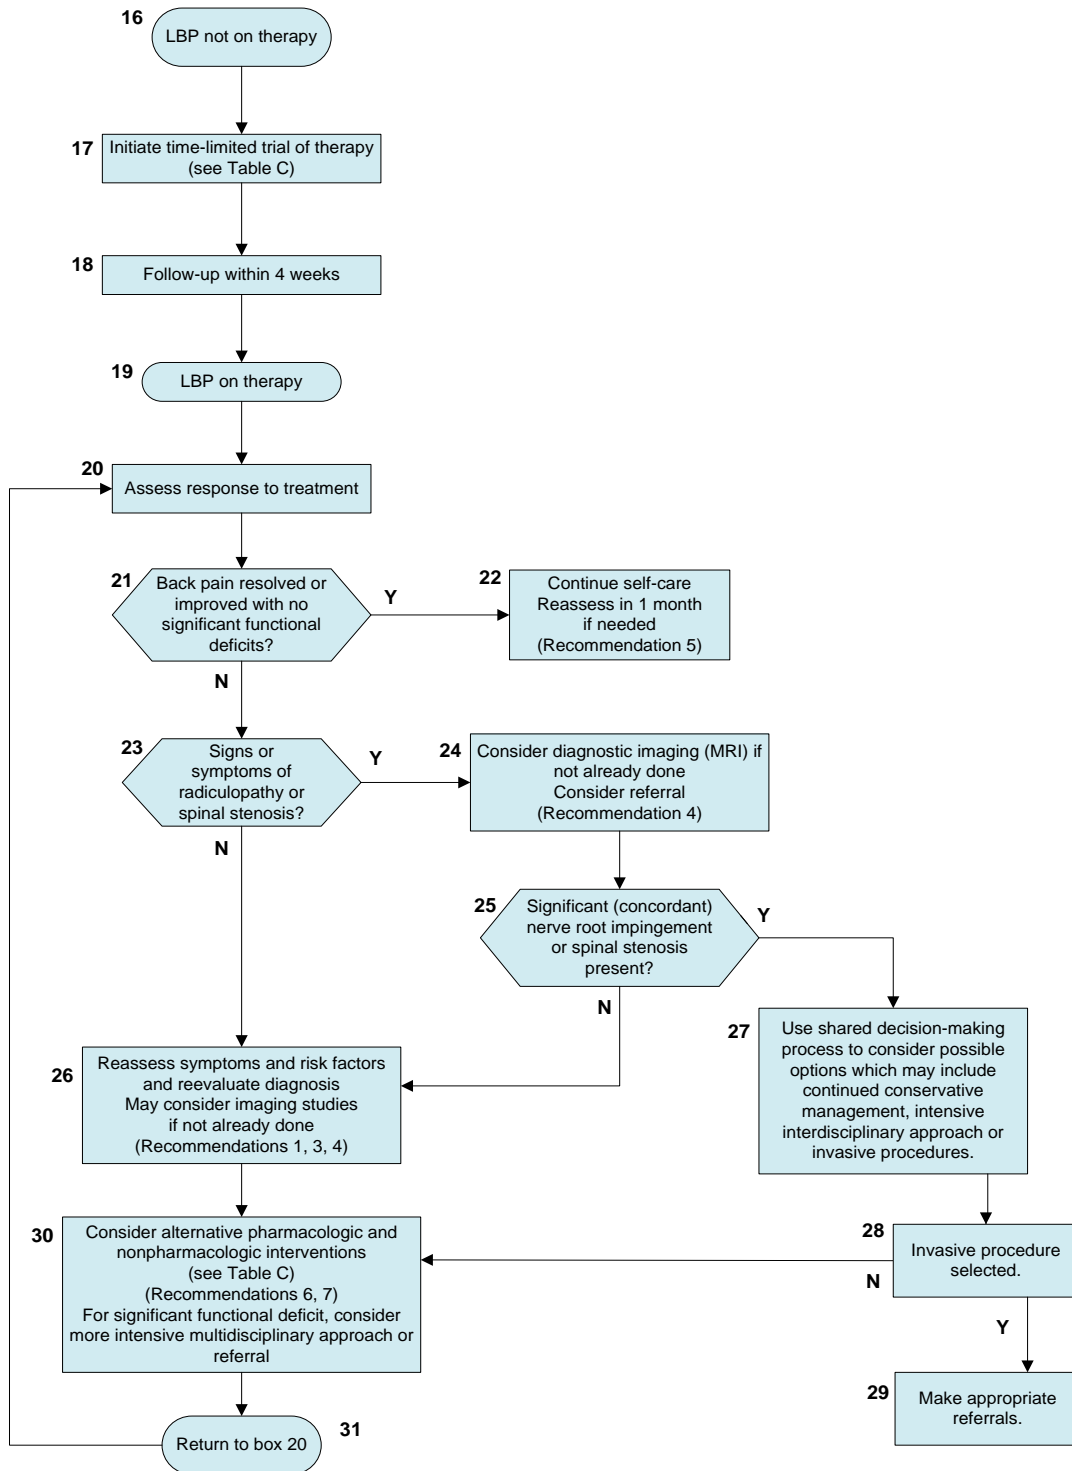 16
LBP not on therapy
17
Initiate time-limited trial of therapy
(see Table C)
18
Follow-up within 4 weeks
19
LBP on therapy
20
Assess response to treatment
21
Back pain resolved or
improved with no
significant functional
deficits?
Y
22
Continue self-care
Reassess in 1 month
if needed
(Recommendation 5)
N
23
Signs or
symptoms of
radiculopathy or
spinal stenosis?
Y
24
Consider diagnostic imaging (MRI) if
not already done
Consider referral
(Recommendation 4)
N
25
Significant (concordant)
nerve root impingement
or spinal stenosis
present?
Y
N
26
Reassess symptoms and risk factors
and reevaluate diagnosis
May consider imaging studies
if not already done
(Recommendations 1, 3, 4)
27
Use shared decision-making
process to consider possible
options which may include
continued conservative
management, intensive
interdisciplinary approach or
invasive procedures.
28
Invasive procedure
selected.
N
Y
30
Consider alternative pharmacologic and
nonpharmacologic interventions
(see Table C)
(Recommendations 6, 7)
For significant functional deficit, consider
more intensive multidisciplinary approach or
referral
29
Make appropriate
referrals.
31
Return to box 20